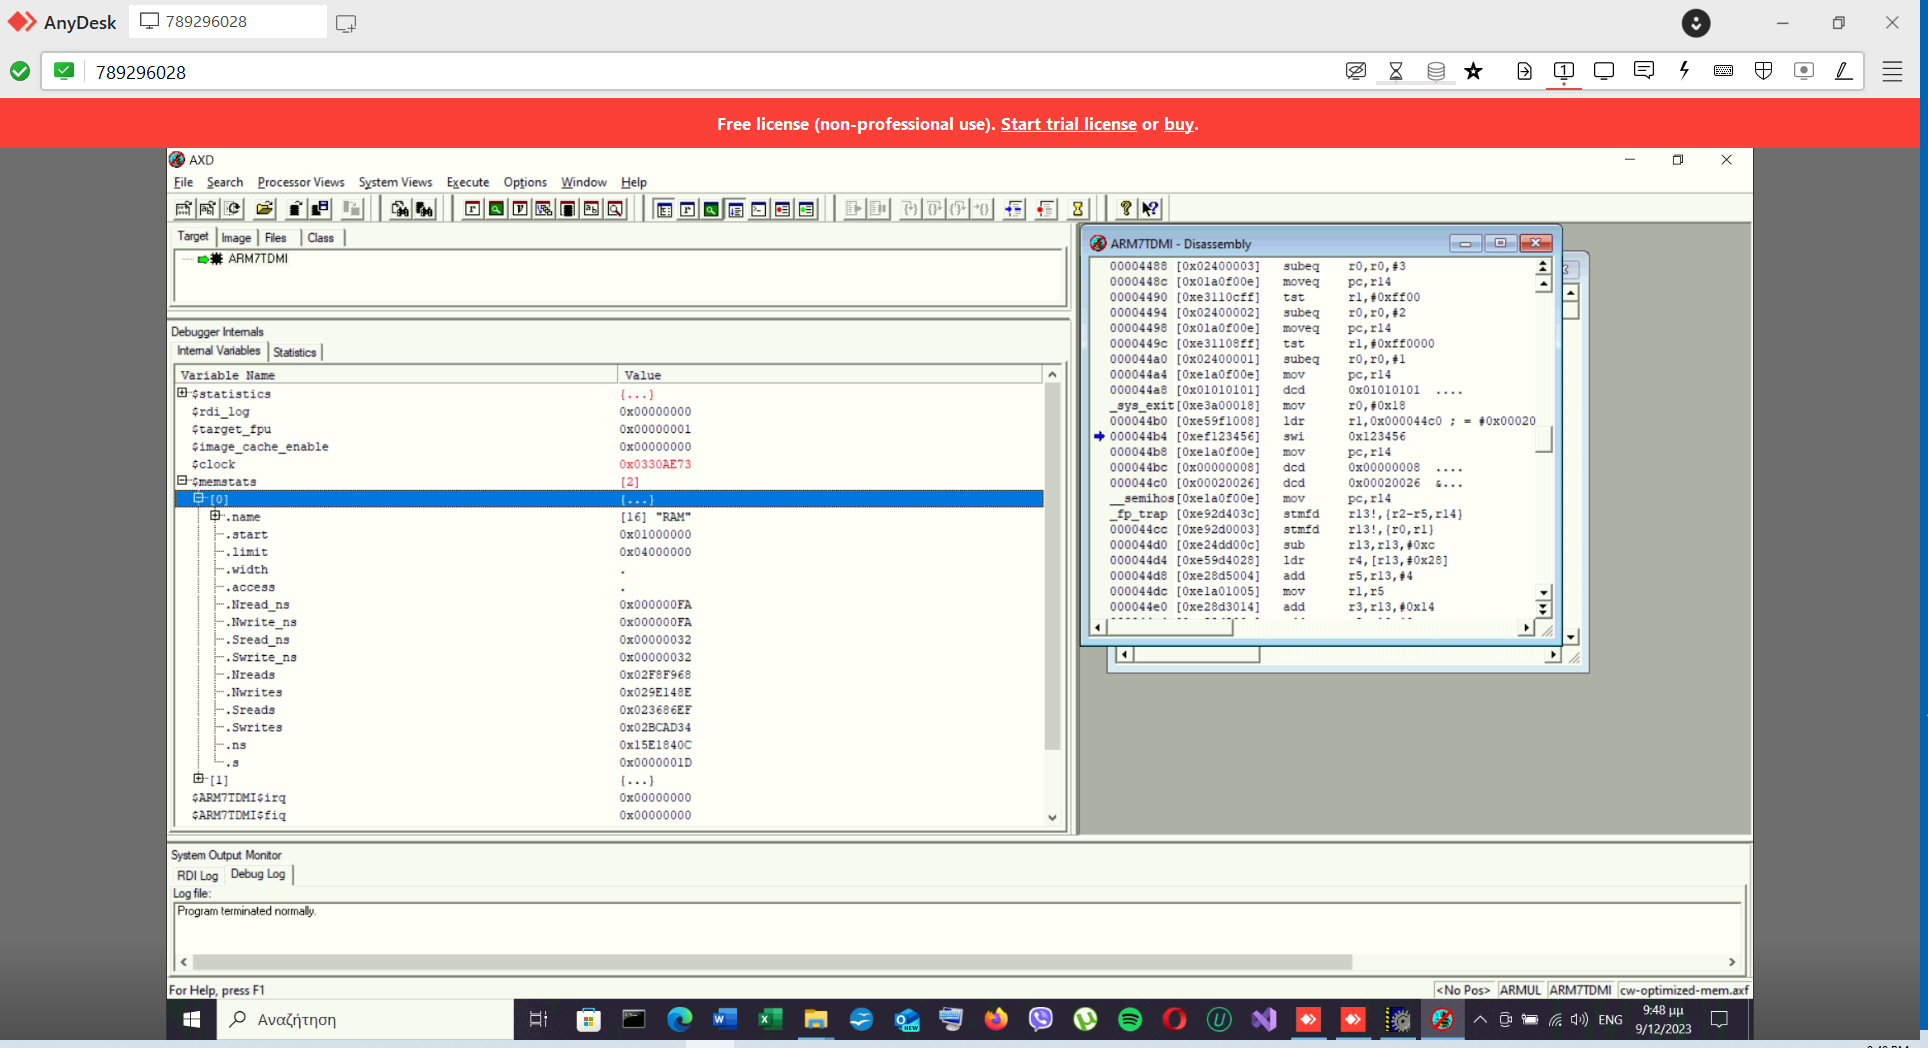 AnyDesk
789296028
789296028
1
Free license (non-professional use). Start trial license or buy.
AXD
File Search Processor Views System Views Execute Options Window Help
Target Image Files Class
ARM7TDMI
Debugger Internals
Internal Variables Statistics
Variable Name Value
$statistics {...}
$rdi_log 0x00000000
$target_fpu 0x00000001
$image_cache_enable 0x00000000
$clock 0x0330AE73
$memstats [2]
[0] {...}
.name [16] "RAM"
.start 0x01000000
.limit 0x04000000
.width .
.access .
.Nread_ns 0x000000FA
.Nwrite_ns 0x000000FA
.Sread_ns 0x00000032
.Swrite_ns 0x00000032
.Nreads 0x02F8F968
.Nwrites 0x029E148E
.Sreads 0x023686EF
.Swrites 0x02BCAD34
.ns 0x15E1840C
.s 0x0000001D
[1] {...}
$ARM7TDMI$irq 0x00000000
$ARM7TDMI$fiq 0x00000000
ARM7TDMI - Disassembly
00004488 [0x02400003] subeq r0,r0,#3
0000448c [0x01a0f00e] moveq pc,r14
00004490 [0xe3110cff] tst r1,#0xff00
00004494 [0x02400002] subeq r0,r0,#2
00004498 [0x01a0f00e] moveq pc,r14
0000449c [0xe31108ff] tst r1,#0xff0000
000044a0 [0x02400001] subeq r0,r0,#1
000044a4 [0xe1a0f00e] mov pc,r14
000044a8 [0x01010101] dcd 0x01010101 ....
_sys_exit[0xe3a00018] mov r0,#0x18
000044b0 [0xe59f1008] ldr r1,0x000044c0 ; = #0x00020
000044b4 [0xef123456] swi 0x123456
000044b8 [0xe1a0f00e] mov pc,r14
000044bc [0x00000008] dcd 0x00000008 ....
000044c0 [0x00020026] dcd 0x00020026 &...
__semihos[0xe1a0f00e] mov pc,r14
_fp_trap [0xe92d403c] stmfd r13!,{r2-r5,r14}
000044cc [0xe92d0003] stmfd r13!,{r0,r1}
000044d0 [0xe24dd00c] sub r13,r13,#0xc
000044d4 [0xe59d4028] ldr r4,[r13,#0x28]
000044d8 [0xe28d5004] add r5,r13,#4
000044dc [0xe1a01005] mov r1,r5
000044e0 [0xe28d3014] add r3,r13,#0x14
System Output Monitor
RDI Log Debug Log
Log file:
Program terminated normally.
For Help, press F1
<No Pos> ARMUL ARM7TDMI cw-optimized-mem.axf
Αναζήτηση
NEW
ENG
9:48 μμ
9/12/2023